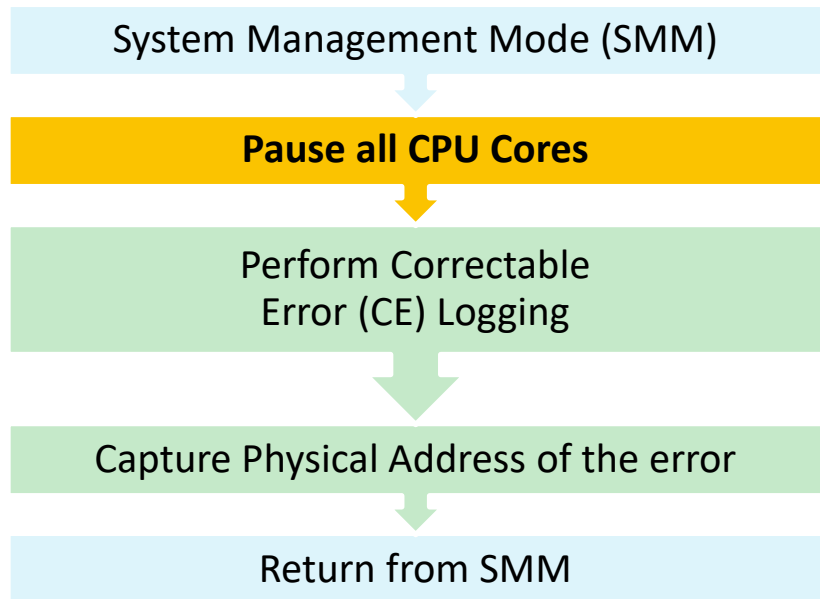 System Management Mode (SMM)
Pause all CPU Cores
Perform Correctable
Error (CE) Logging
Capture Physical Address of the error
Return from SMM